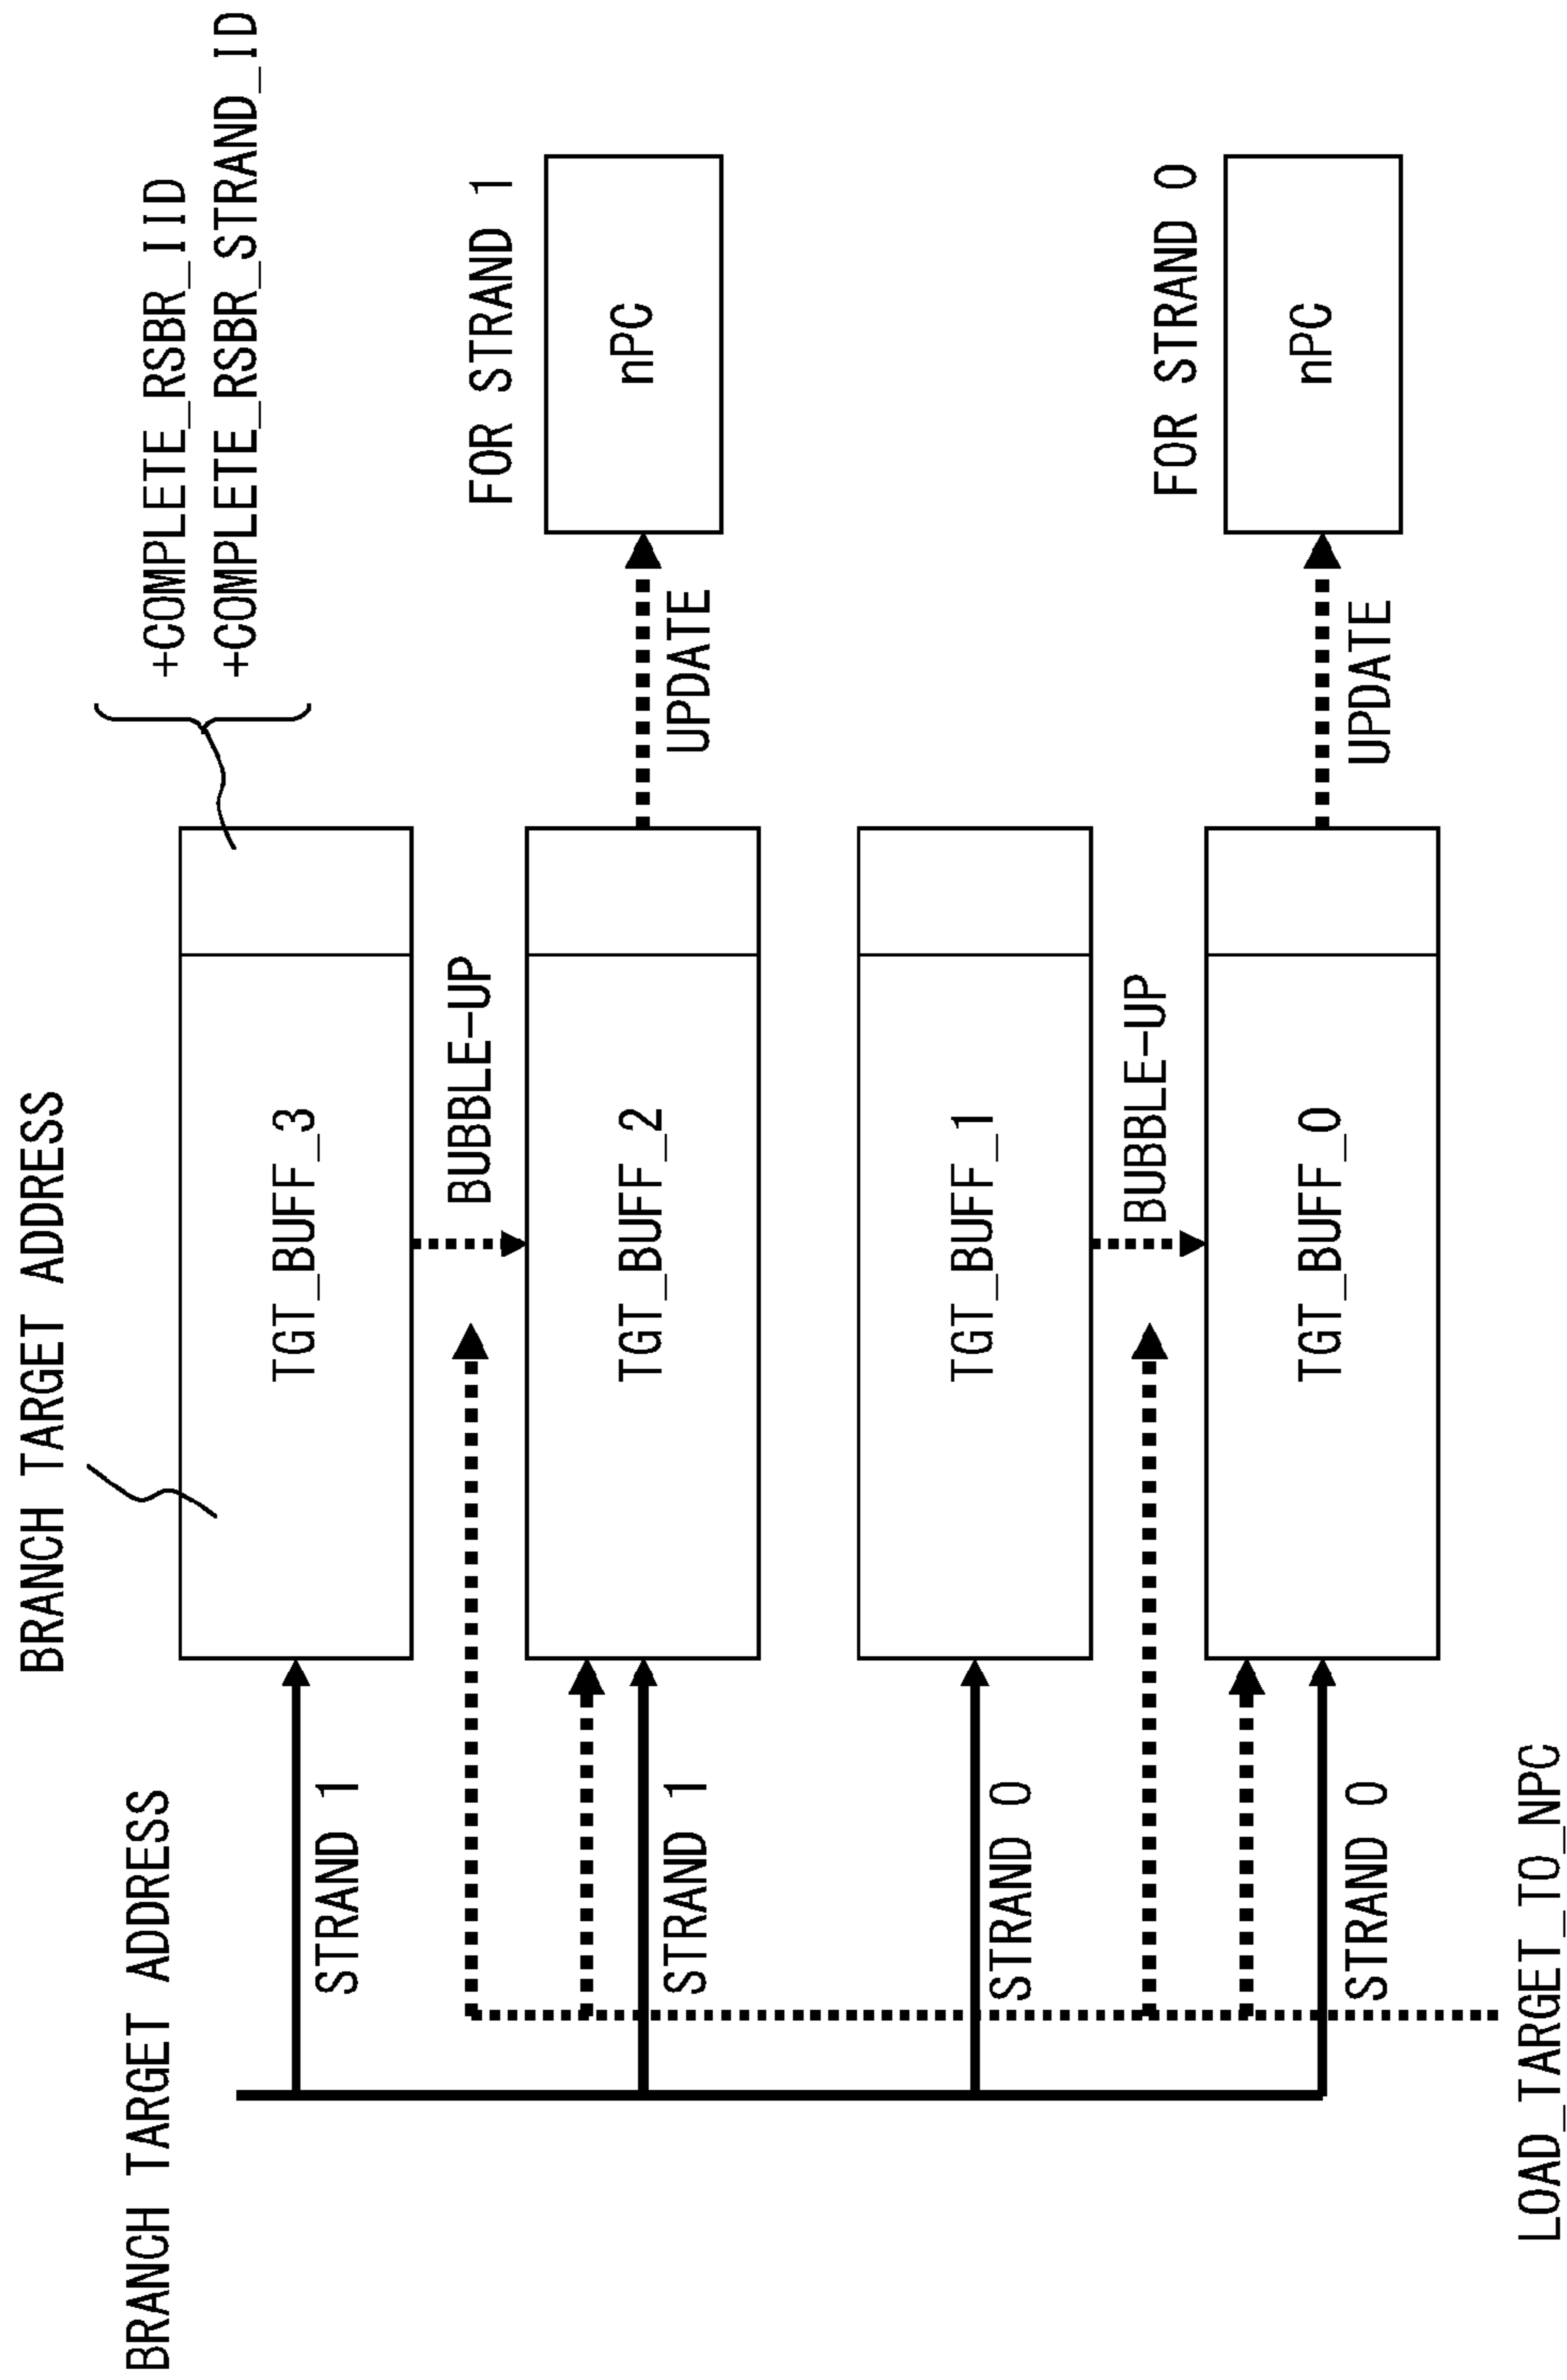 BRANCH TARGET ADDRESS
BRANCH TARGET ADDRESS
+COMPLETE_RSBR_IID
+COMPLETE_RSBR_STRAND_ID
STRAND 1
TGT_BUFF_3
BUBBLE-UP
FOR STRAND 1
STRAND 1
TGT_BUFF_2
UPDATE
nPC
STRAND 0
TGT_BUFF_1
BUBBLE-UP
FOR STRAND 0
STRAND 0
TGT_BUFF_0
UPDATE
nPC
LOAD_TARGET_TO_NPC